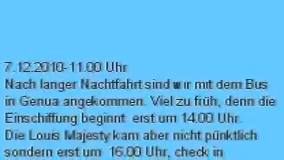 7.12.2010-11.00 Uhr
Nach langer Nachtfahrt sind wir mit dem Bus
in Genua angekommen. Viel zu früh, denn die
Einschiffung beginnt erst um 14.00 Uhr.
Die Louis Majesty kam aber nicht pünktlich
sondern erst um 16.00 Uhr, check in